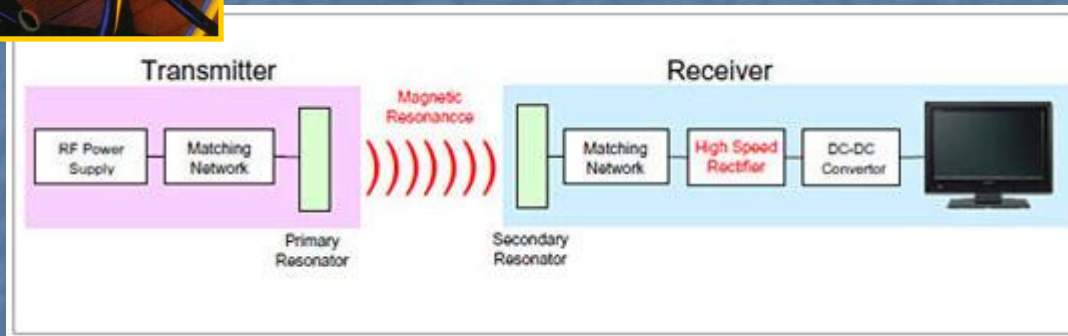 Transmitter
Receiver
Magnetic
Resonancce
RF Power
Supply
Matching
Network
Matching
Network
High Speed
Rectifier
DC-DC
Convertor
Primary
Resonator
Secondary
Resonator